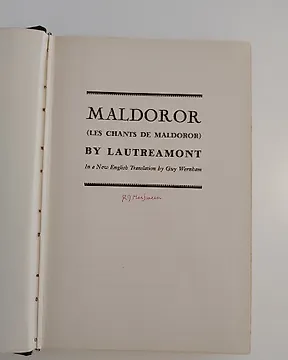 MALDOROR
(LES CHANTS DE MALDOROR)
BY LAUTREAMONT
In a New English Translation by Guy Wernham